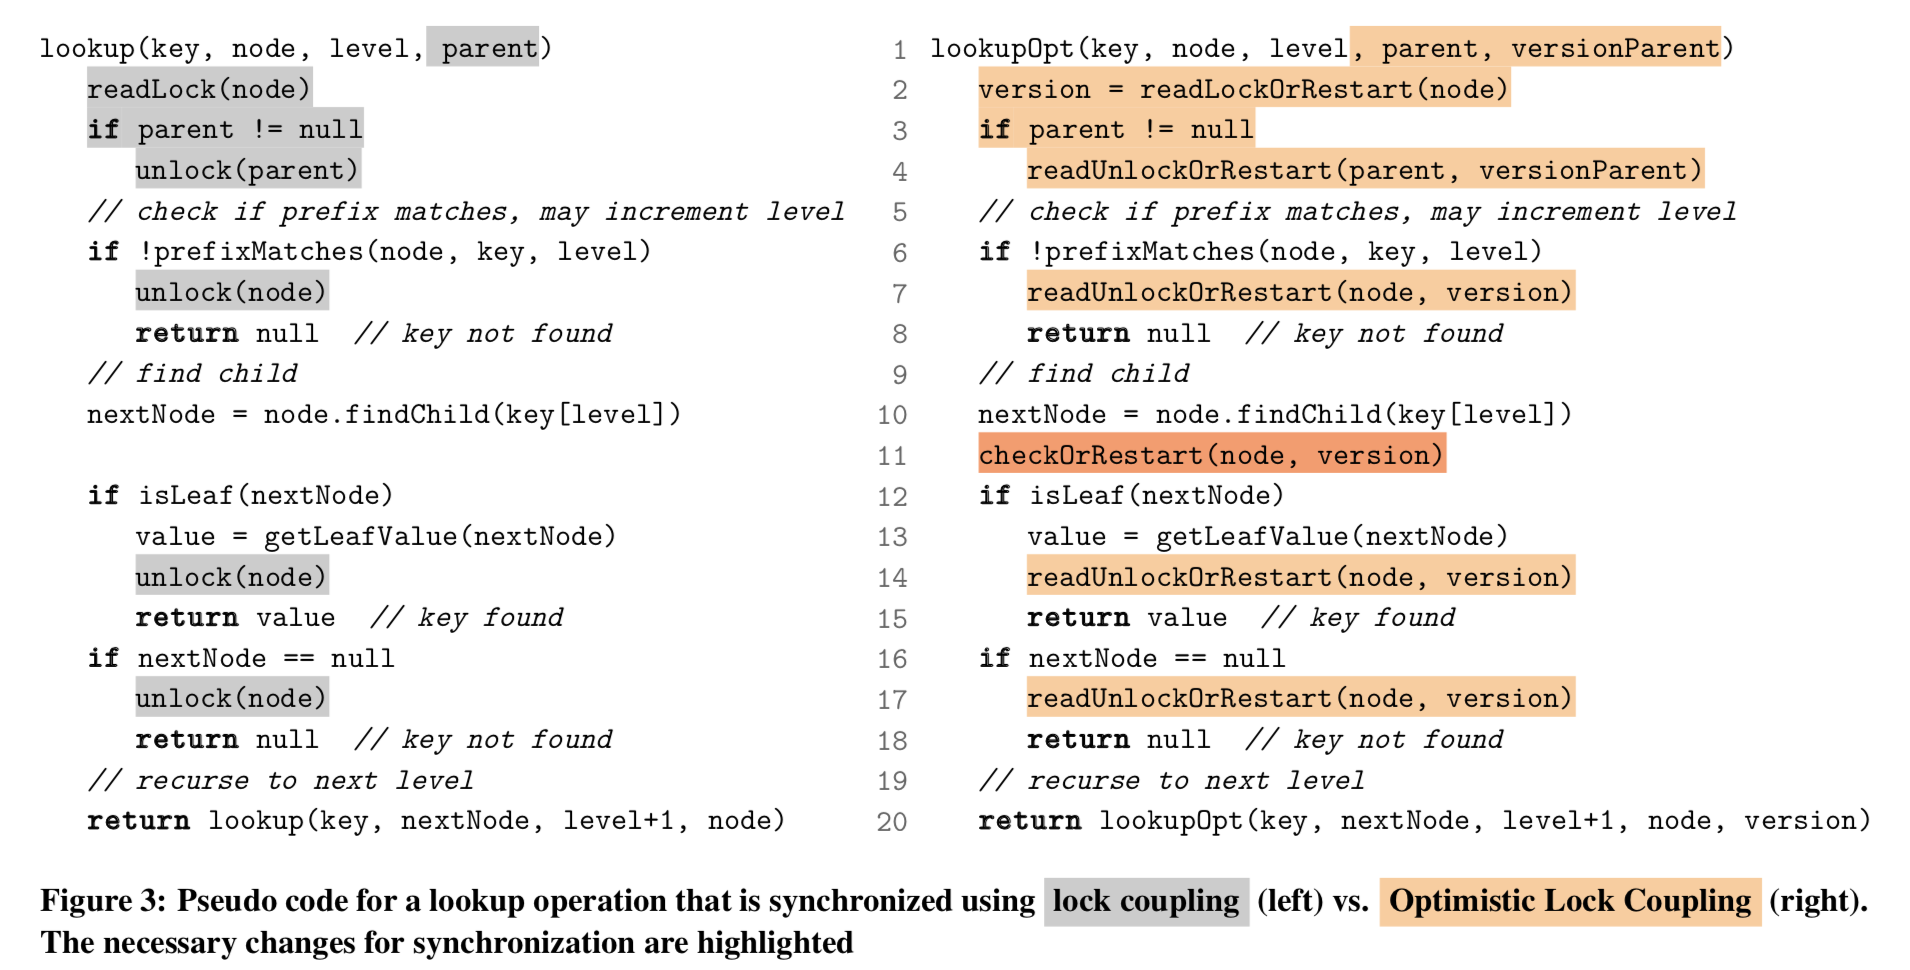 lookup(key, node, level, parent)
readLock(node)
if parent != null
unlock(parent)
// check if prefix matches, may increment level
if !prefixMatches(node, key, level)
unlock(node)
return null // key not found
// find child
nextNode = node.findChild(key[level])
if isLeaf(nextNode)
value = getLeafValue(nextNode)
unlock(node)
return value // key found
if nextNode == null
unlock(node)
return null // key not found
// recurse to next level
return lookup(key, nextNode, level+1, node)
1 lookupOpt(key, node, level, parent, versionParent)
2 version = readLockOrRestart(node)
3 if parent != null
4 readUnlockOrRestart(parent, versionParent)
5 // check if prefix matches, may increment level
6 if !prefixMatches(node, key, level)
7 readUnlockOrRestart(node, version)
8 return null // key not found
9 // find child
10 nextNode = node.findChild(key[level])
11 checkOrRestart(node, version)
12 if isLeaf(nextNode)
13 value = getLeafValue(nextNode)
14 readUnlockOrRestart(node, version)
15 return value // key found
16 if nextNode == null
17 readUnlockOrRestart(node, version)
18 return null // key not found
19 // recurse to next level
20 return lookupOpt(key, nextNode, level+1, node, version)
Figure 3: Pseudo code for a lookup operation that is synchronized using lock coupling (left) vs. Optimistic Lock Coupling (right).
The necessary changes for synchronization are highlighted